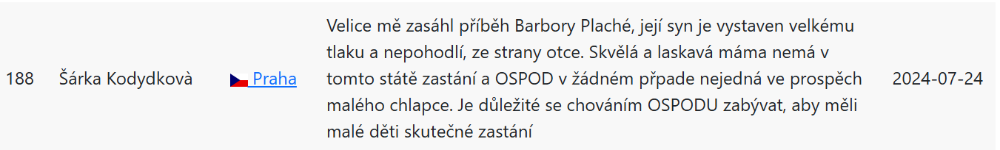 Velice mě zasáhl příběh Barbory Plaché, její syn je vystaven velkému
tlaku a nepohodlí, ze strany otce. Skvělá a laskavá máma nemá v
188 Šárka Kodydkovà Praha tomto státě zastání a OSPOD v žádném přpade nejedná ve prospěch 2024-07-24
malého chlapce. Je důležité se chováním OSPODU zabývat, aby měli
malé děti skutečné zastání